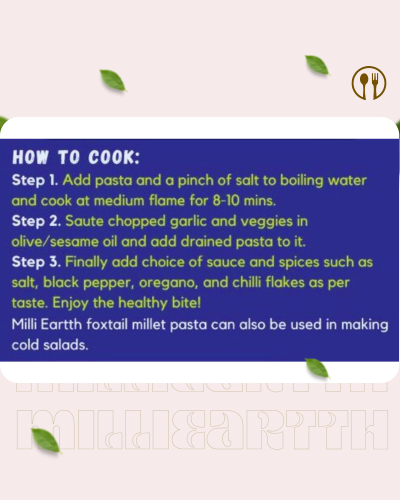 HOW TO COOK:
Step 1. Add pasta and a pinch of salt to boiling water
and cook at medium flame for 8-10 mins.
Step 2. Saute chopped garlic and veggies in
olive/sesame oil and add drained pasta to it.
Step 3. Finally add choice of sauce and spices such as
salt, black pepper, oregano, and chilli flakes as per
taste. Enjoy the healthy bite!
Milli Eartth foxtail millet pasta can also be used in making
cold salads.
MILLIEARTTH
MILLIEARTTH